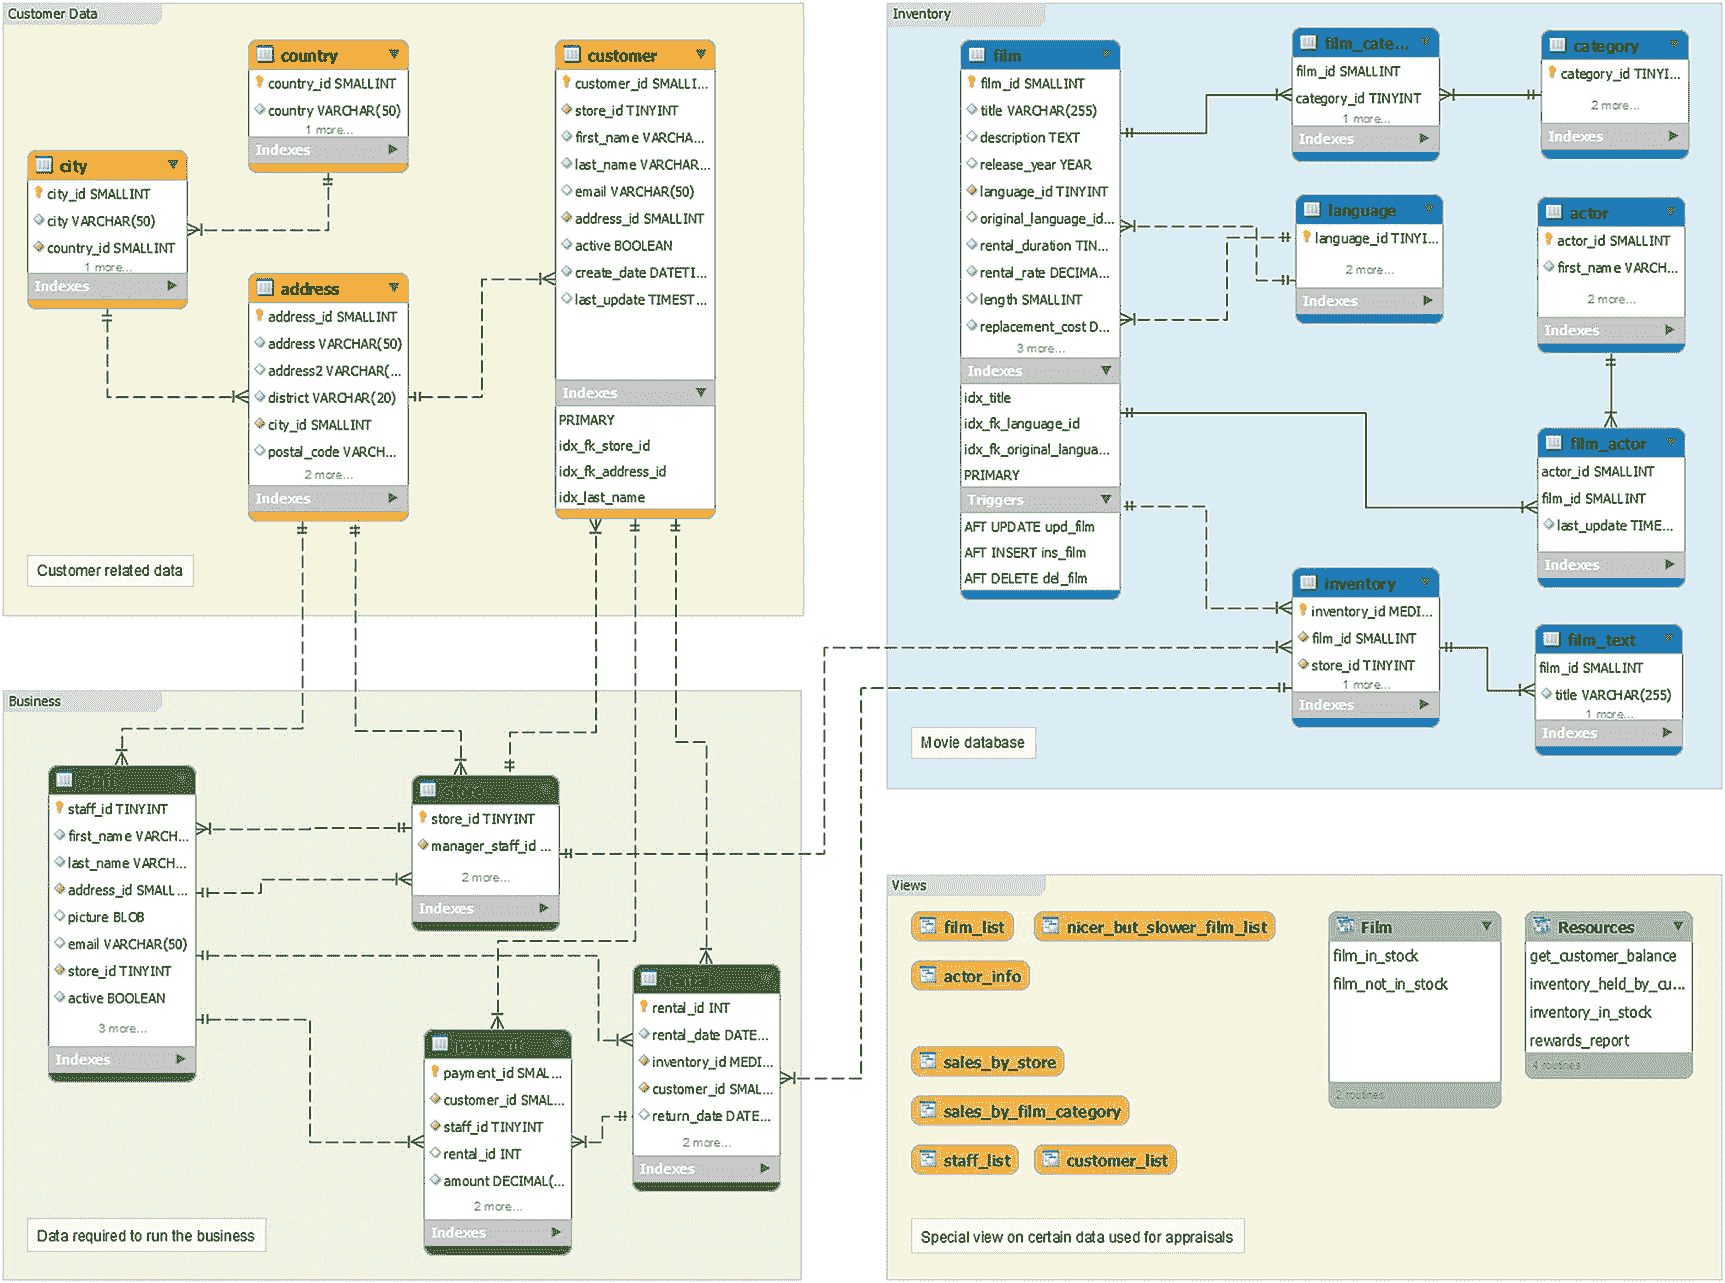 Customer Data
country
country_id SMALLINT
country VARCHAR(50)
1 more...
Indexes
city
city_id SMALLINT
city VARCHAR(50)
country_id SMALLINT
1 more...
Indexes
address
address_id SMALLINT
address VARCHAR(50)
address2 VARCHAR(...
district VARCHAR(20)
city_id SMALLINT
postal_code VARCH...
2 more...
Indexes
customer
customer_id SMALLI...
store_id TINYINT
first_name VARCHA...
last_name VARCHAR...
email VARCHAR(50)
address_id SMALLINT
active BOOLEAN
create_date DATETI...
last_update TIMEST...
Indexes
PRIMARY
idx_fk_store_id
idx_fk_address_id
idx_last_name
Customer related data
Inventory
film
film_id SMALLINT
title VARCHAR(255)
description TEXT
release_year YEAR
language_id TINYINT
original_language_id...
rental_duration TIN...
rental_rate DECIMA...
length SMALLINT
replacement_cost D...
3 more...
Indexes
idx_title
idx_fk_language_id
idx_fk_original_langua...
PRIMARY
Triggers
AFT UPDATE upd_film
AFT INSERT ins_film
AFT DELETE del_film
film_cate...
film_id SMALLINT
category_id TINYINT
1 more...
Indexes
category
category_id TINYI...
2 more...
Indexes
language
language_id TINYI...
2 more...
Indexes
actor
actor_id SMALLINT
first_name VARCH...
2 more...
Indexes
film_actor
actor_id SMALLINT
film_id SMALLINT
last_update TIME...
Indexes
inventory
inventory_id MEDI...
film_id SMALLINT
store_id TINYINT
1 more...
Indexes
film_text
film_id SMALLINT
title VARCHAR(255)
1 more...
Indexes
Movie database
Business
staff_id TINYINT
first_name VARCH...
last_name VARCH...
address_id SMALL...
picture BLOB
email VARCHAR(50)
store_id TINYINT
active BOOLEAN
3 more...
Indexes
store
store_id TINYINT
manager_staff_id ...
2 more...
Indexes
payment
payment_id SMAL...
customer_id SMAL...
staff_id TINYINT
rental_id INT
amount DECIMAL(...
2 more...
Indexes
rental
rental_id INT
rental_date DATE...
inventory_id MEDI...
customer_id SMAL...
return_date DATE...
2 more...
Indexes
Data required to run the business
Views
film_list
nicer_but_slower_film_list
actor_info
sales_by_store
sales_by_film_category
staff_list
customer_list
Film
film_in_stock
film_not_in_stock
2 routines
Resources
get_customer_balance
inventory_held_by_cu...
inventory_in_stock
rewards_report
4 routines
Special view on certain data used for appraisals